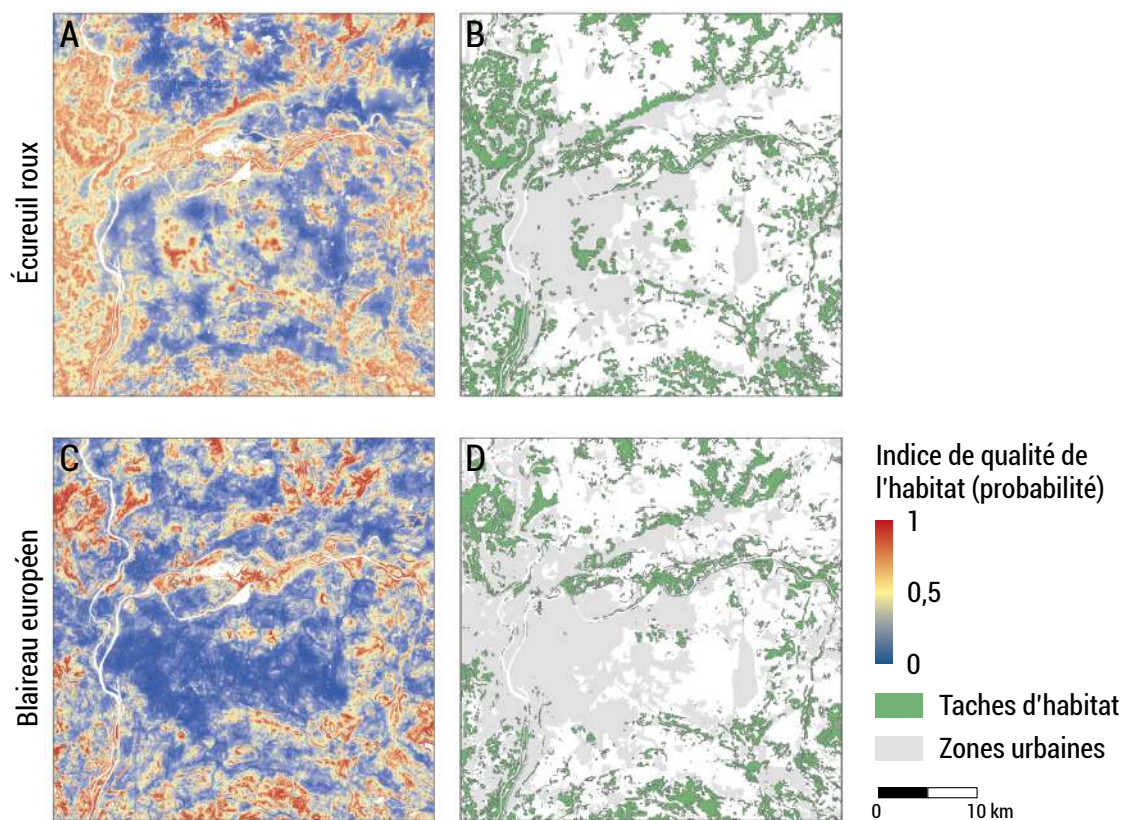 A
B
Écureuil roux
C
D
Blaireau européen
Indice de qualité de
l'habitat (probabilité)
1
0,5
0
Taches d'habitat
Zones urbaines
0
10 km